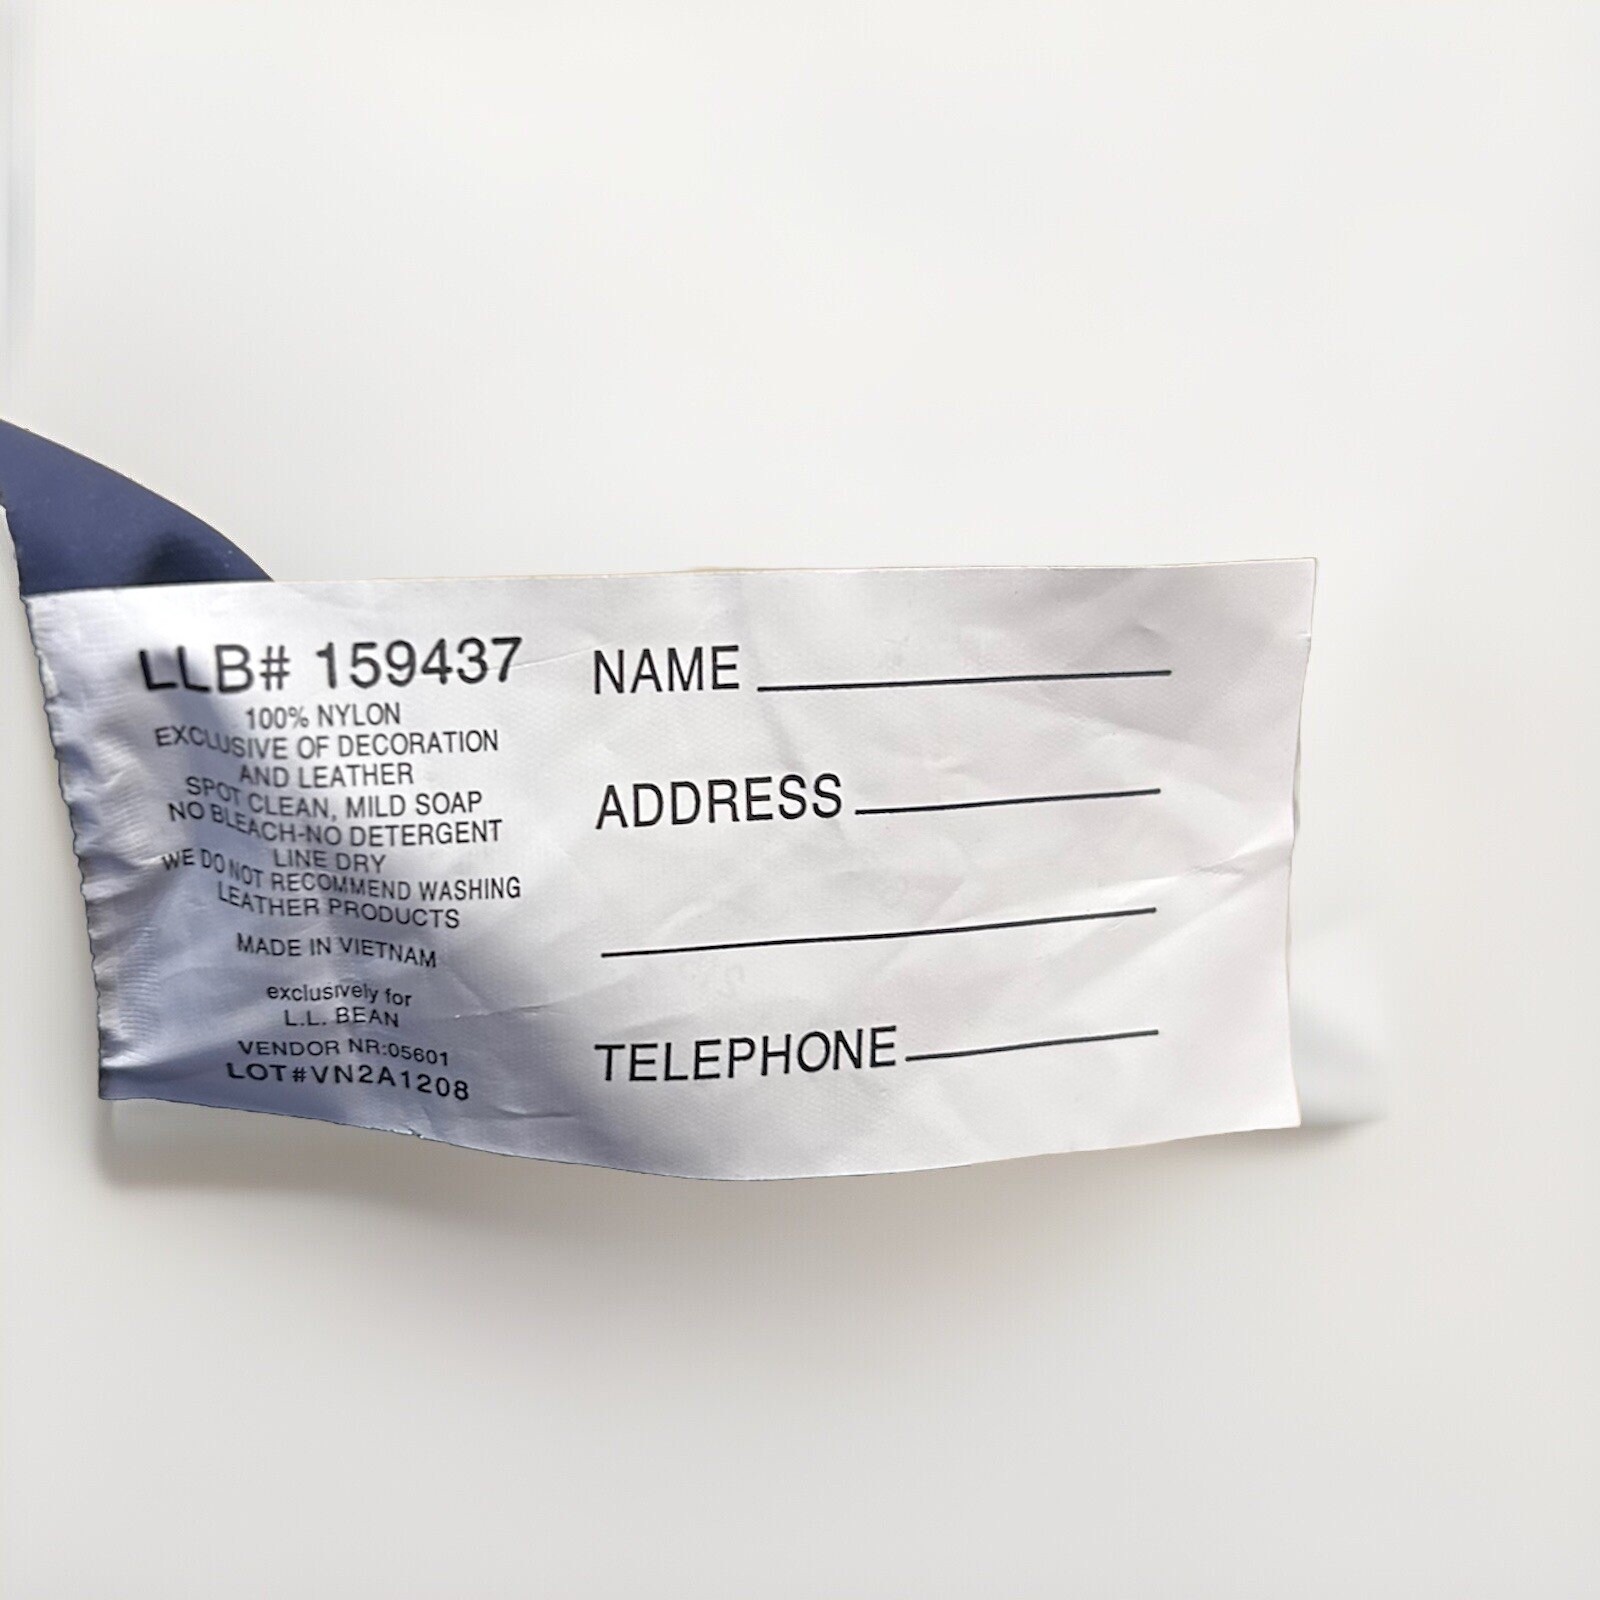 LLB# 159437
100% NYLON
EXCLUSIVE OF DECORATION
AND LEATHER
SPOT CLEAN, MILD SOAP
NO BLEACH-NO DETERGENT
LINE DRY
WE DO NOT RECOMMEND WASHING
LEATHER PRODUCTS
MADE IN VIETNAM
exclusively for
L.L. BEAN
VENDOR NR:05601
LOT#VN2A1208
NAME
ADDRESS
TELEPHONE